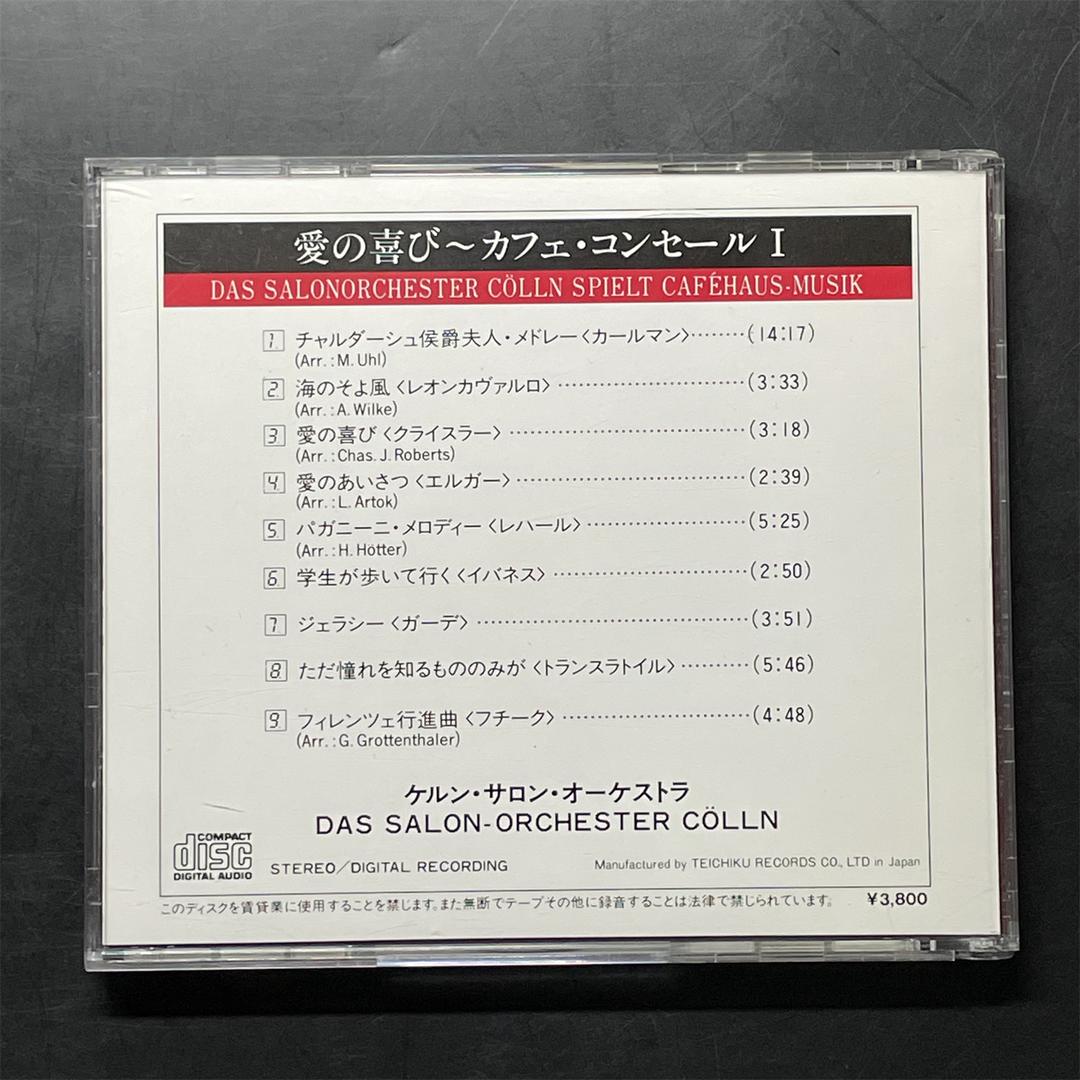 愛の喜び～カフェ・コンセール I
DAS SALONORCHESTER CÖLLN SPIELT CAFÉHAUS-MUSIK
1. チャルダーシュ侯爵夫人・メドレー〈カールマン〉········(14:17)
(Arr.:M. Uhl)
2. 海のそよ風〈レオンカヴァルロ〉··························(3:33)
(Arr.:A. Wilke)
3. 愛の喜び〈クライスラー〉·································(3:18)
(Arr.:Chas. J. Roberts)
4. 愛のあいさつ〈エルガー〉································(2:39)
(Arr.:L. Artok)
5. パガニーニ・メロディー〈レハール〉······················(5:25)
(Arr.:H. Hötter)
6. 学生が歩いて行く〈イバネス〉···························(2:50)
7. ジェラシー〈ガーデ〉······································(3:51)
8. ただ憧れを知るもののみが〈トランスラトイル〉··········(5:46)
9. フィレンツェ行進曲〈フチーク〉··························(4:48)
(Arr.:G. Grottenthaler)
ケルン・サロン・オーケストラ
DAS SALON-ORCHESTER CÖLLN
COMPACT
disc
DIGITAL AUDIO
STEREO/DIGITAL RECORDING
Manufactured by TEICHIKU RECORDS CO., LTD in Japan
このディスクを賃貸業に使用することを禁じます。また無断でテープその他に録音することは法律で禁じられています。 ¥3,800